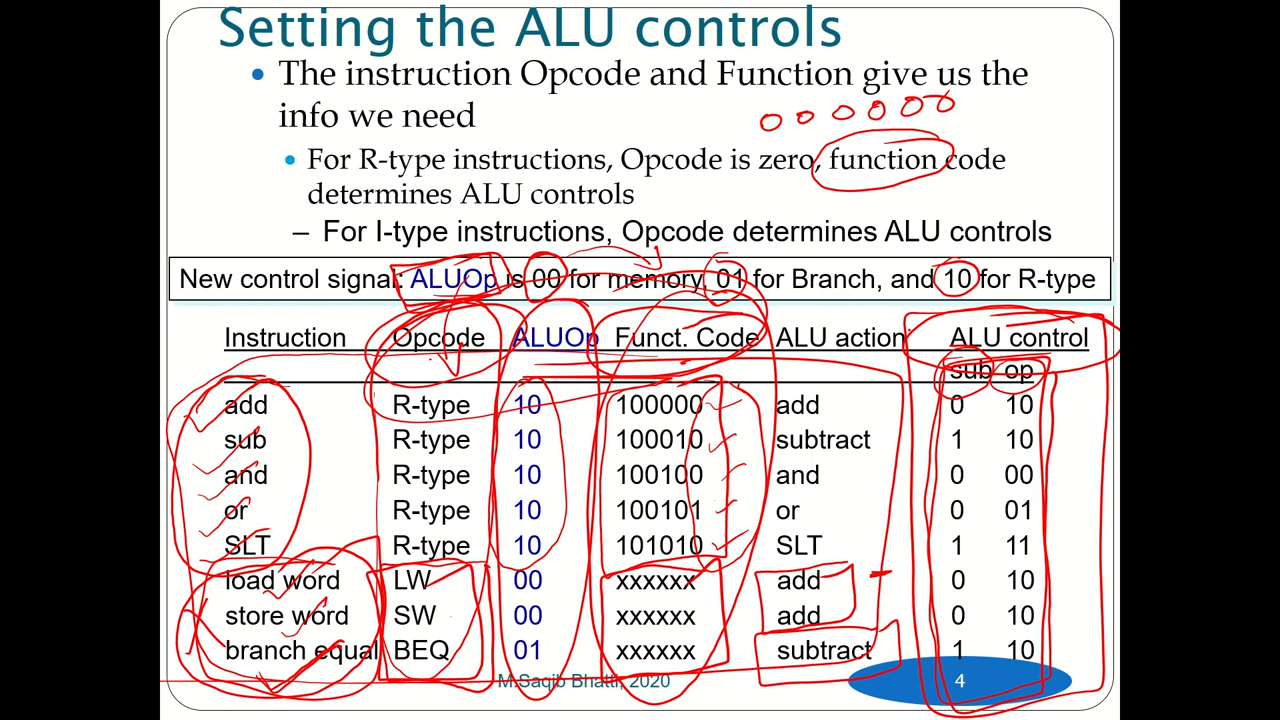 Setting the ALU controls
• The instruction Opcode and Function give us the
info we need
0 0 0 0 0 0
• For R-type instructions, Opcode is zero, function code
determines ALU controls
– For I-type instructions, Opcode determines ALU controls
New control signal: ALUOp is 00 for memory, 01 for Branch, and 10 for R-type
Instruction Opcode ALUOp Funct. Code ALU action: ALU control
sub op
add R-type 10 100000 add 0 10
sub R-type 10 100010 subtract 1 10
and R-type 10 100100 and 0 00
or R-type 10 100101 or 0 01
SLT R-type 10 101010 SLT 1 11
load word LW 00 xxxxxx add 0 10
store word SW 00 xxxxxx add 0 10
branch equal BEQ 01 xxxxxx subtract 1 10
M.Saqib Bhatti, 2020 4